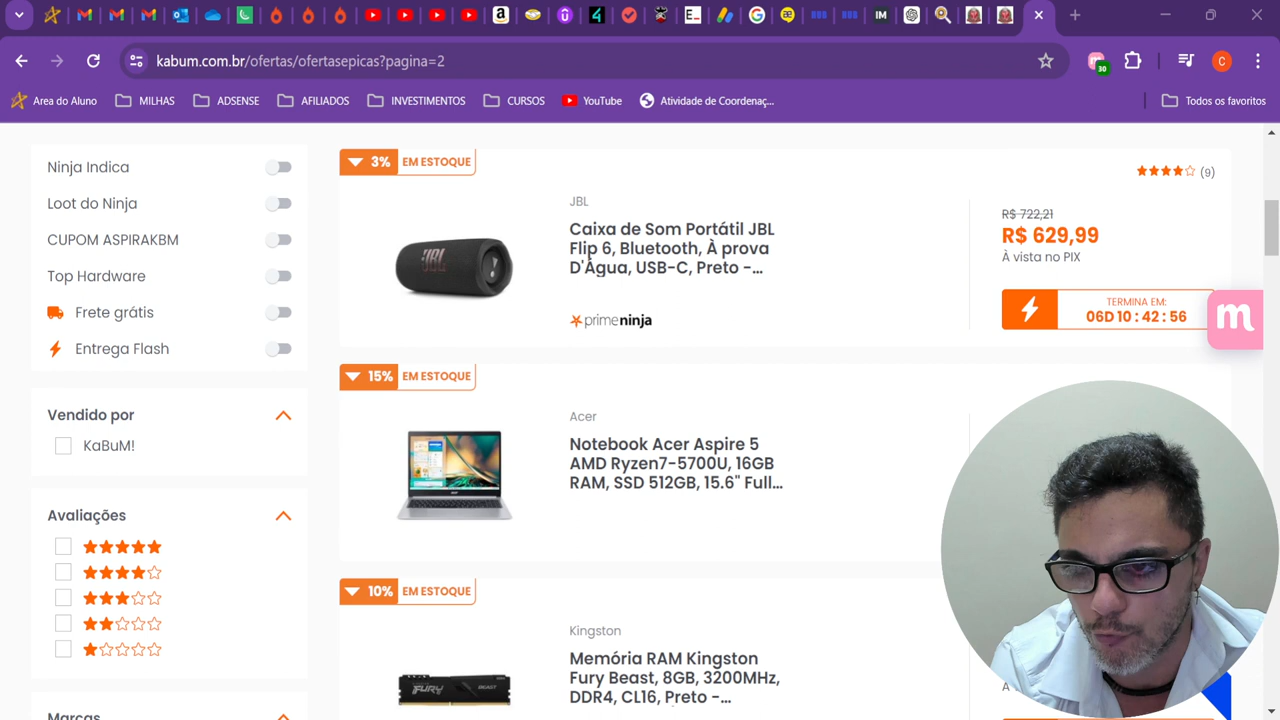 kabum.com.br/ofertas/ofertasepicas?pagina=2
30
C
Area do Aluno
MILHAS
ADSENSE
AFILIADOS
INVESTIMENTOS
CURSOS
YouTube
Atividade de Coordenaç...
Todos os favoritos
Ninja Indica
Loot do Ninja
CUPOM ASPIRAKBM
Top Hardware
Frete grátis
Entrega Flash
Vendido por
KaBuM!
Avaliações
Marcas
3% EM ESTOQUE
JBL
JBL
Caixa de Som Portátil JBL
Flip 6, Bluetooth, À prova
D'Água, USB-C, Preto -...
primeninja
(9)
R$ 722,21
R$ 629,99
À vista no PIX
TERMINA EM:
06D 10 : 42 : 56
m
15% EM ESTOQUE
Acer
Notebook Acer Aspire 5
AMD Ryzen7-5700U, 16GB
RAM, SSD 512GB, 15.6" Full...
10% EM ESTOQUE
Kingston
FURY BEAST
Memória RAM Kingston
Fury Beast, 8GB, 3200MHz,
DDR4, CL16, Preto -...